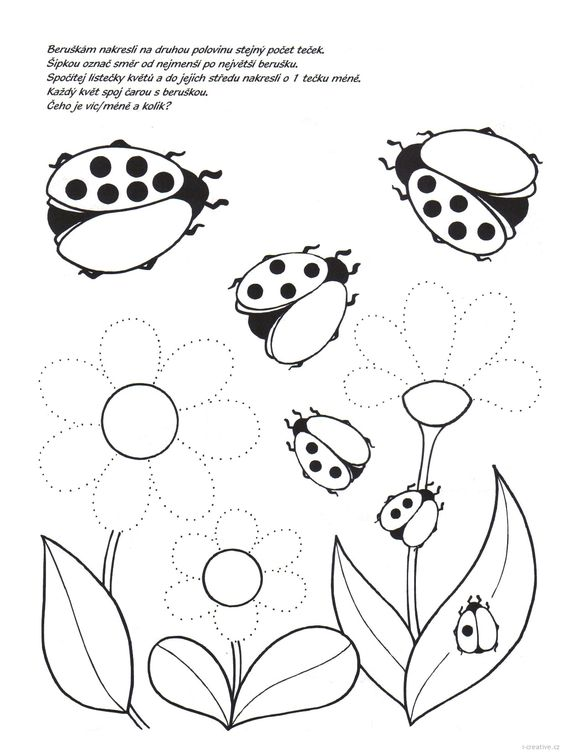 Beruškám nakresli na druhou polovinu stejný počet teček.
Šipkou označ směr od nejmenší po největší berušku.
Spočítej lístečky květů a do jejich středu nakresli o 1 tečku méně.
Každý květ spoj čarou s beruškou.
Čeho je víc/méně a kolik?
i-creative.cz